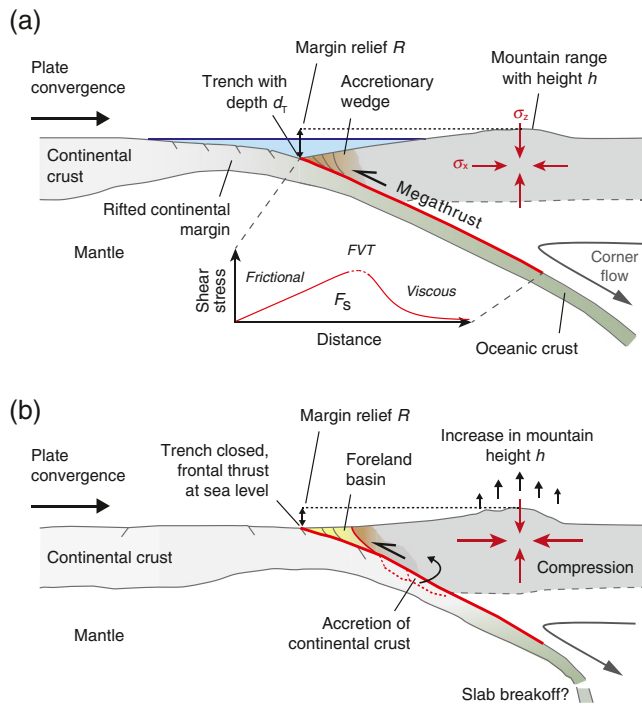 (a)
Margin relief R
Plate
convergence
Trench with
depth dT
Accretionary
wedge
Mountain range
with height h
σz
σx
Continental
crust
Rifted continental
margin
Megathrust
Mantle
Corner
flow
Shear
stress
Frictional
FVT
Viscous
Fs
Distance
Oceanic crust
(b)
Margin relief R
Plate
convergence
Trench closed,
frontal thrust
at sea level
Foreland
basin
Increase in mountain
height h
Continental crust
Compression
Accretion of
continental crust
Mantle
Slab breakoff?